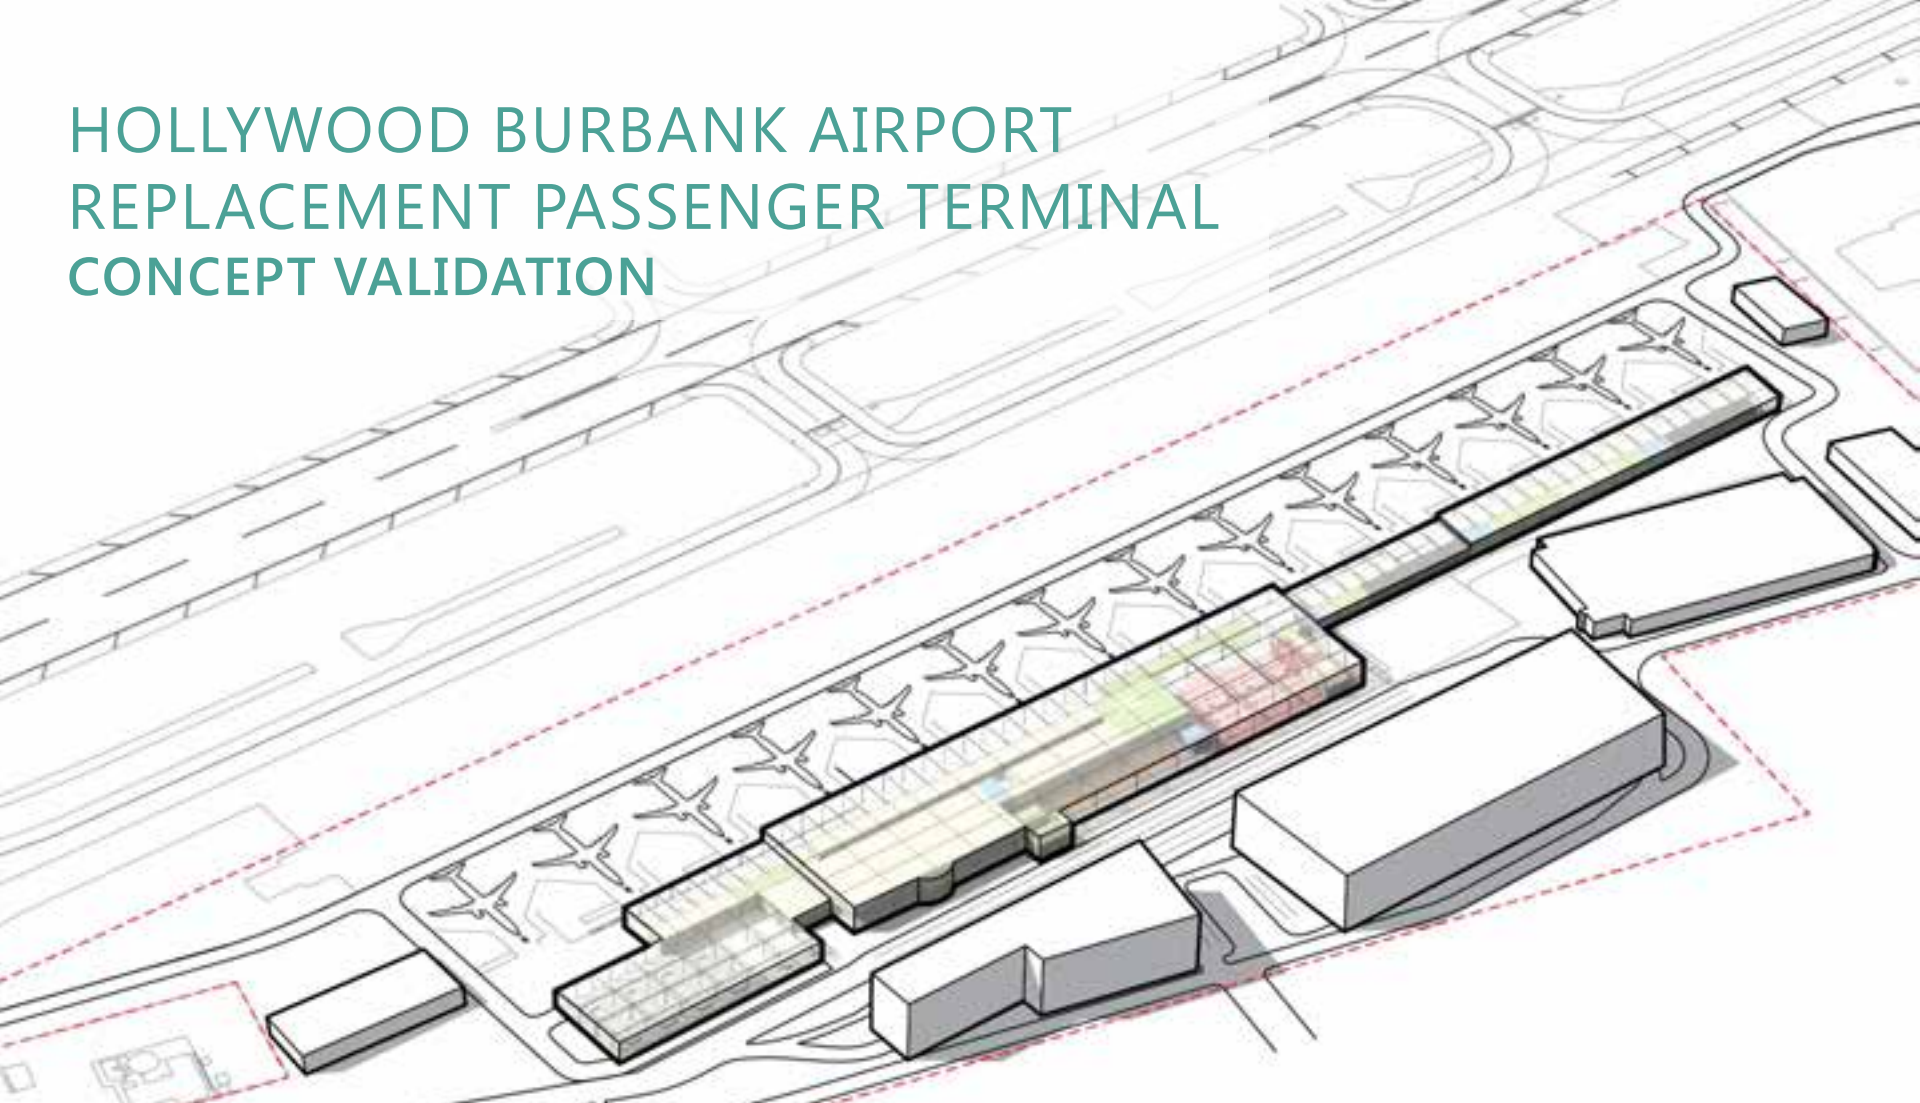 HOLLYWOOD BURBANK AIRPORT
REPLACEMENT PASSENGER TERMINAL
CONCEPT VALIDATION